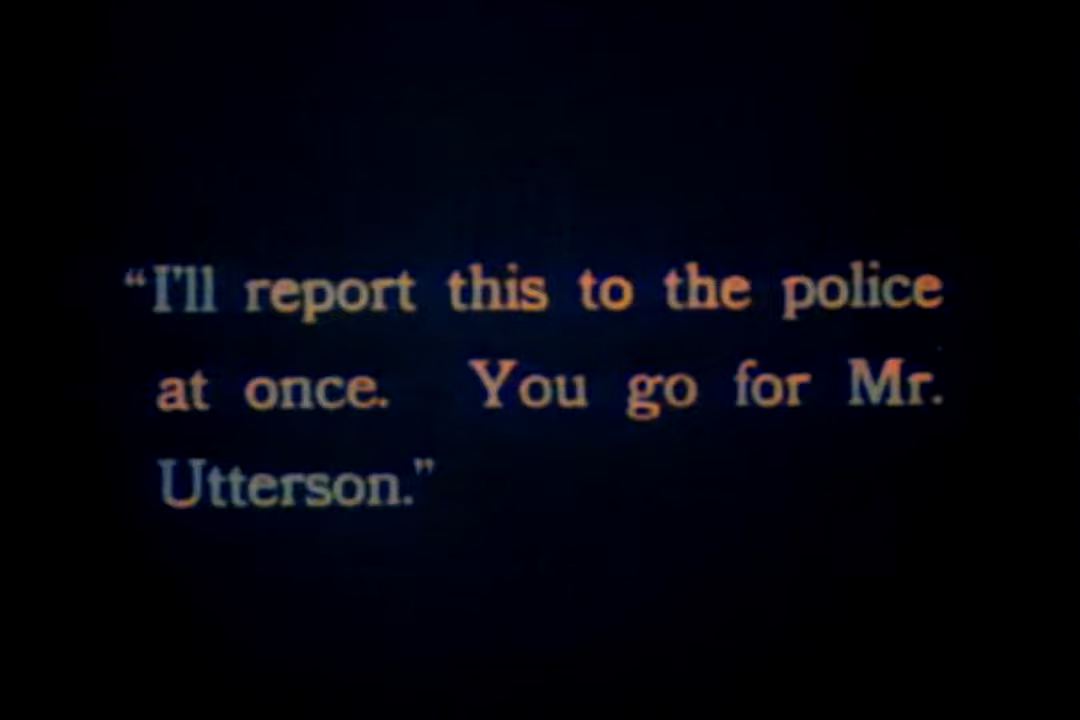 “I'll report this to the police
at once. You go for Mr.
Utterson.”